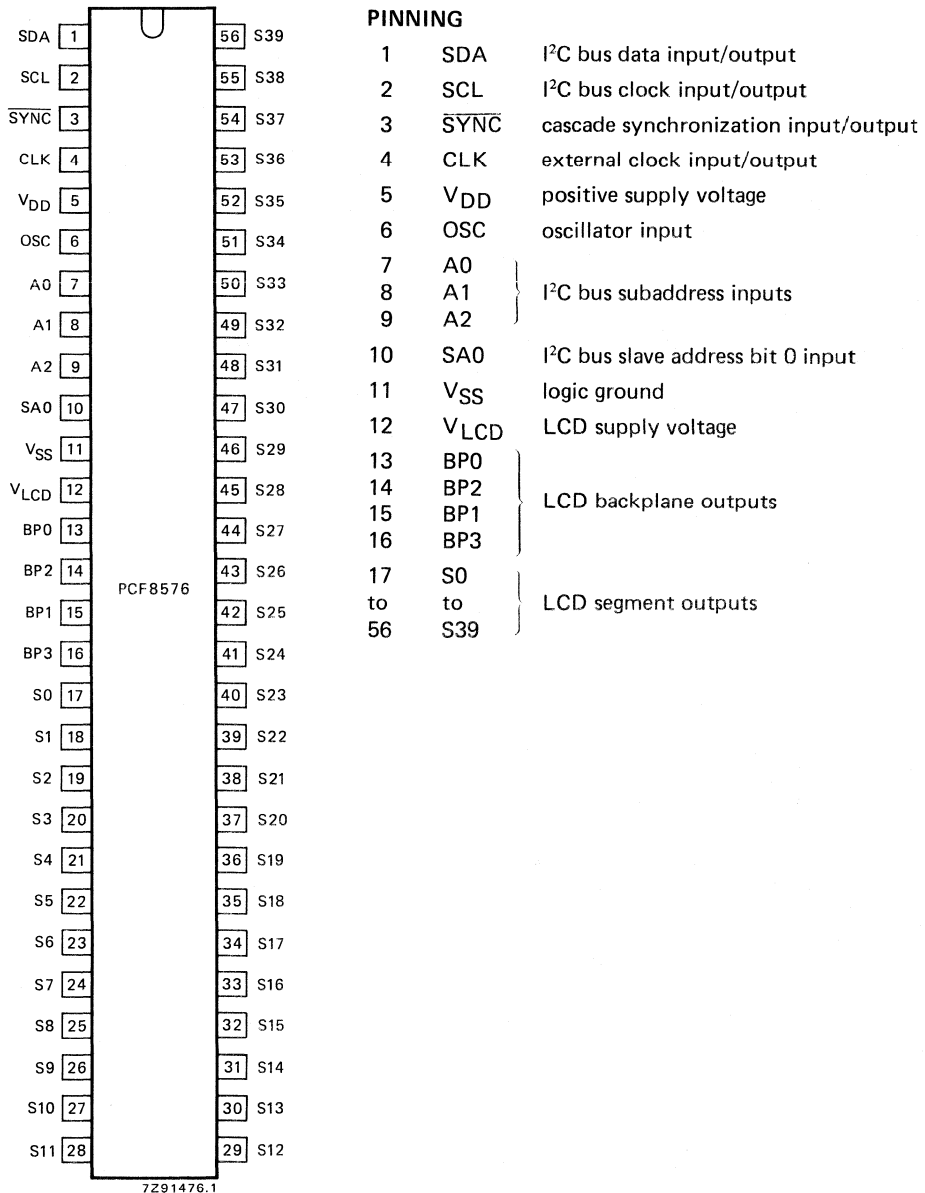 SDA 1 56 S39
SCL 2 55 S38
SYNC 3 54 S37
CLK 4 53 S36
VDD 5 52 S35
OSC 6 51 S34
A0 7 50 S33
A1 8 49 S32
A2 9 48 S31
SA0 10 47 S30
VSS 11 46 S29
VLCD 12 45 S28
BP0 13 44 S27
BP2 14 43 S26
PCF8576
BP1 15 42 S25
BP3 16 41 S24
S0 17 40 S23
S1 18 39 S22
S2 19 38 S21
S3 20 37 S20
S4 21 36 S19
S5 22 35 S18
S6 23 34 S17
S7 24 33 S16
S8 25 32 S15
S9 26 31 S14
S10 27 30 S13
S11 28 29 S12
7Z91476.1
PINNING
1 SDA I²C bus data input/output
2 SCL I²C bus clock input/output
3 SYNC cascade synchronization input/output
4 CLK external clock input/output
5 VDD positive supply voltage
6 OSC oscillator input
7 A0
8 A1 I²C bus subaddress inputs
9 A2
10 SA0 I²C bus slave address bit 0 input
11 VSS logic ground
12 VLCD LCD supply voltage
13 BP0
14 BP2 LCD backplane outputs
15 BP1
16 BP3
17 S0
to to LCD segment outputs
56 S39